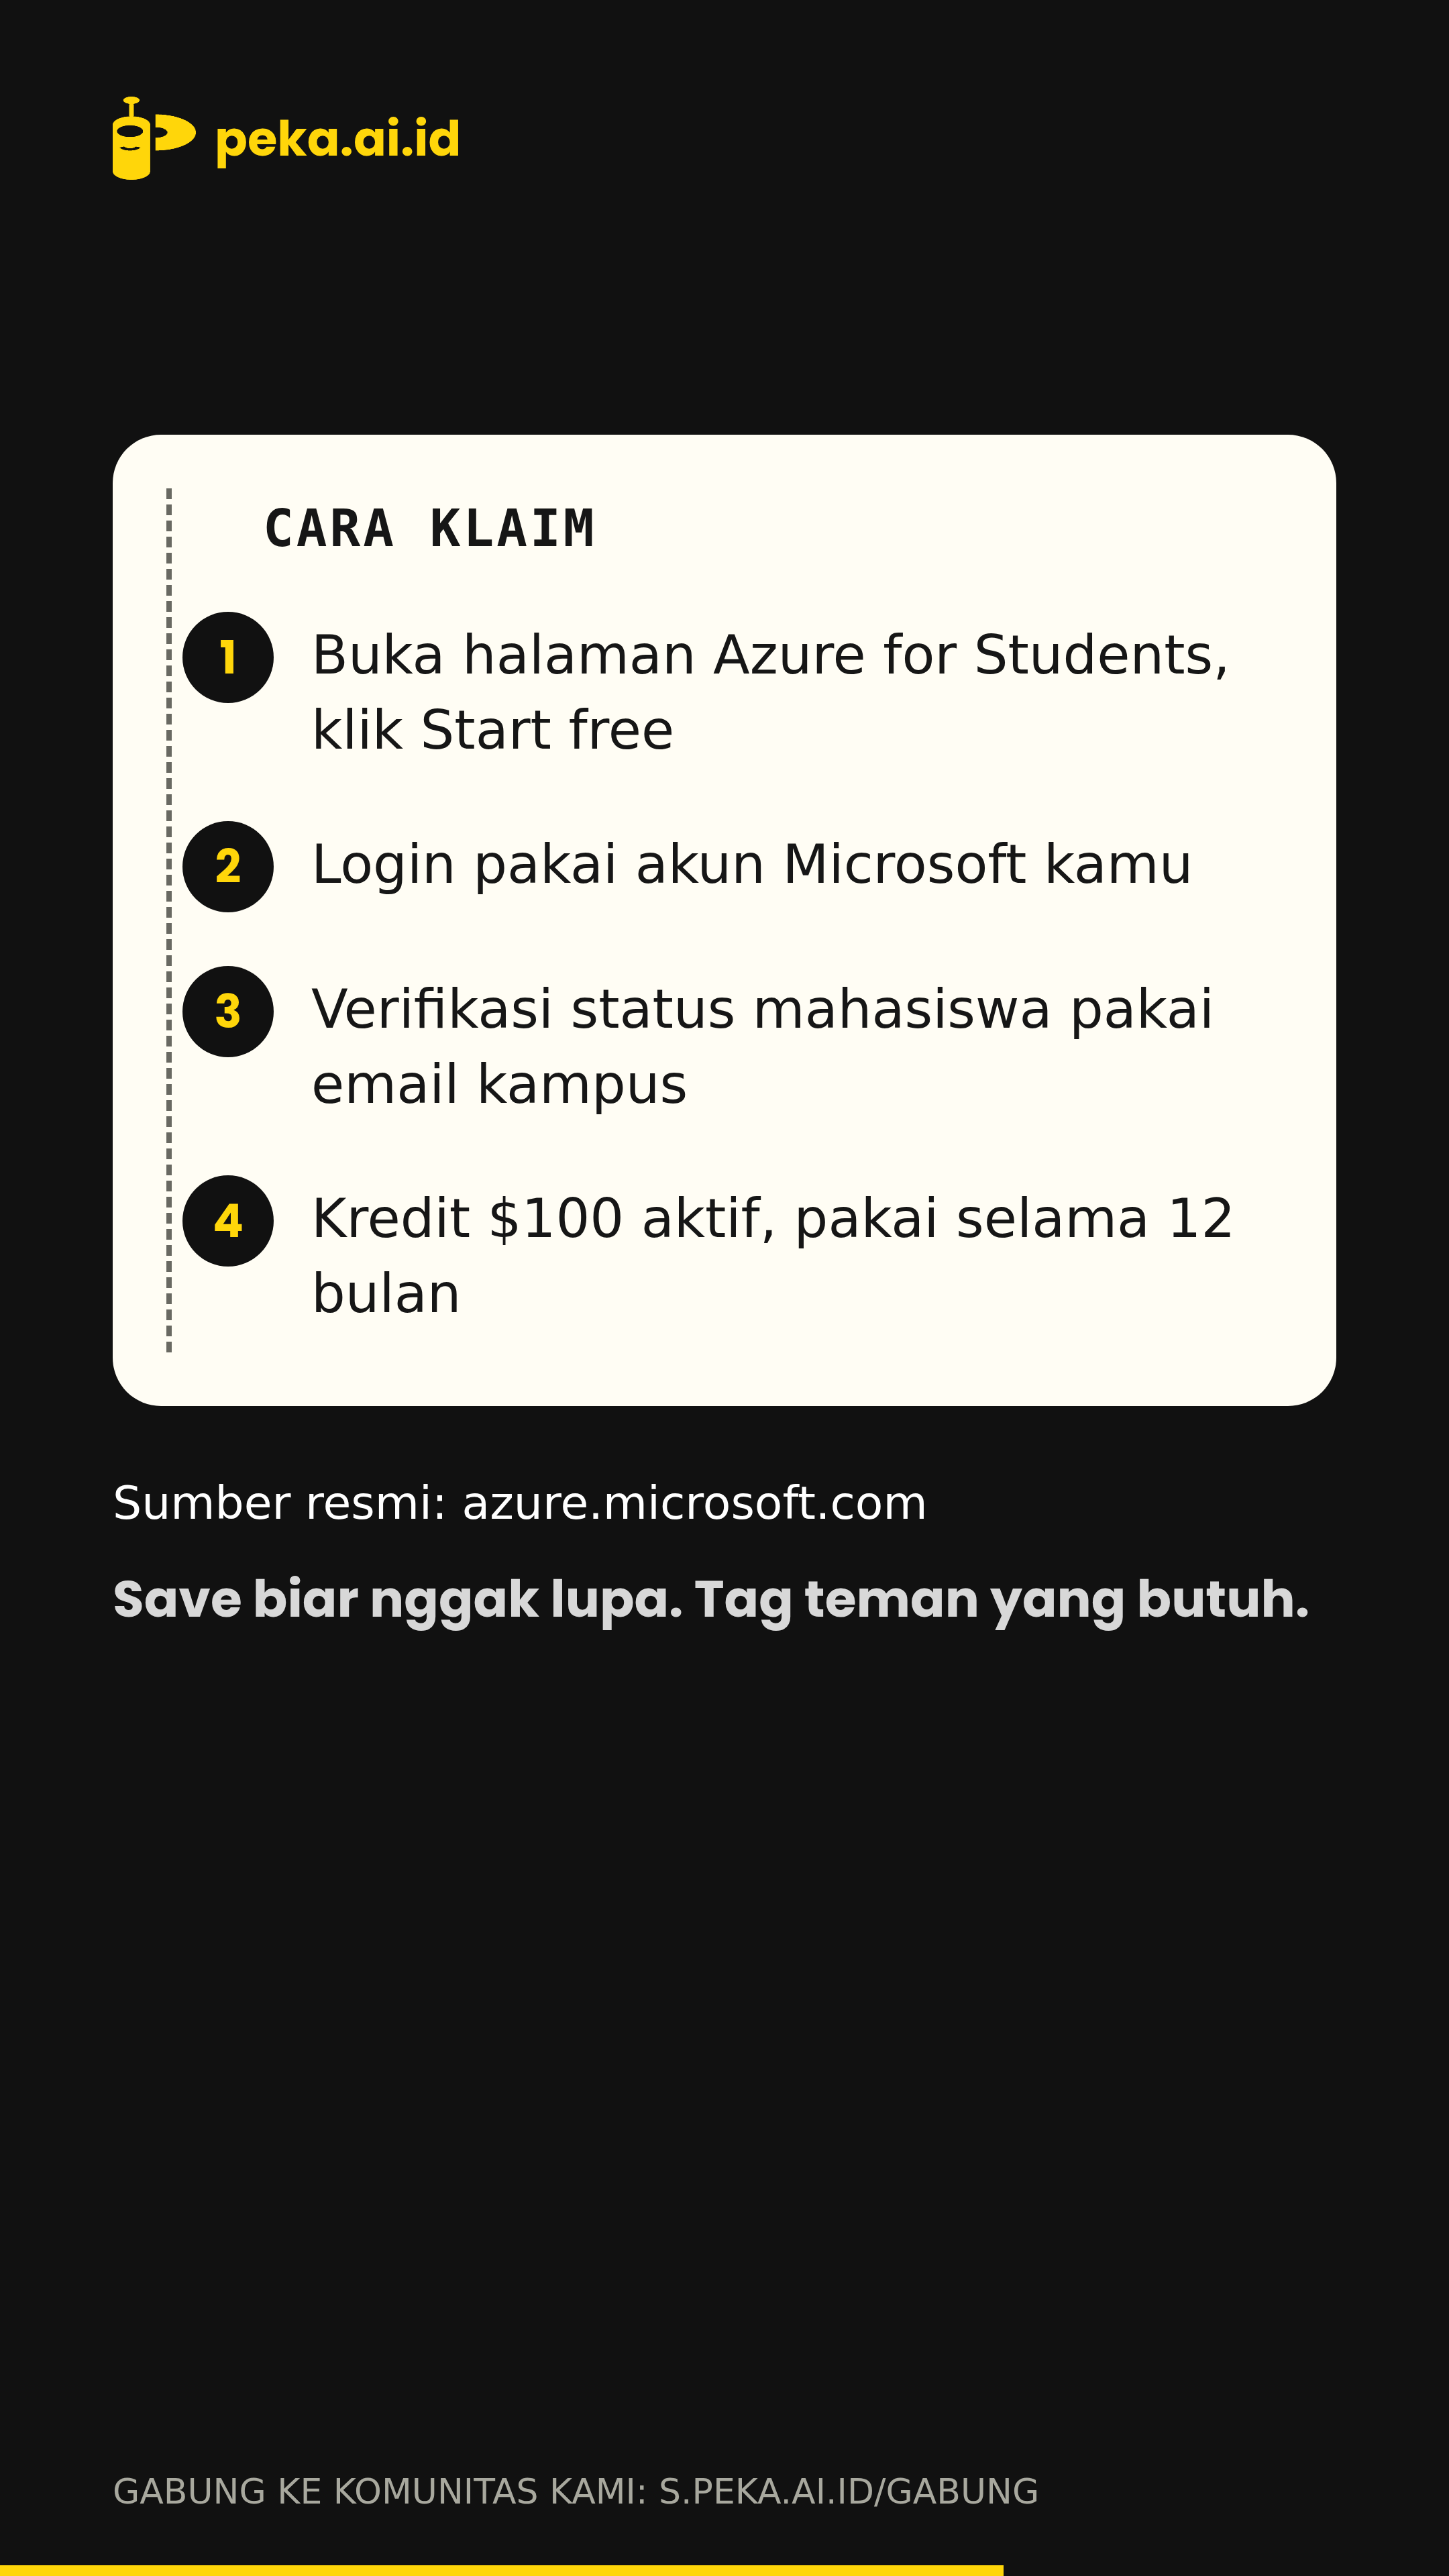 peka.ai.id
CARA KLAIM
1
Buka halaman Azure for Students,
klik Start free
2
Login pakai akun Microsoft kamu
3
Verifikasi status mahasiswa pakai
email kampus
4
Kredit $100 aktif, pakai selama 12
bulan
Sumber resmi: azure.microsoft.com
Save biar nggak lupa. Tag teman yang butuh.
GABUNG KE KOMUNITAS KAMI: S.PEKA.AI.ID/GABUNG